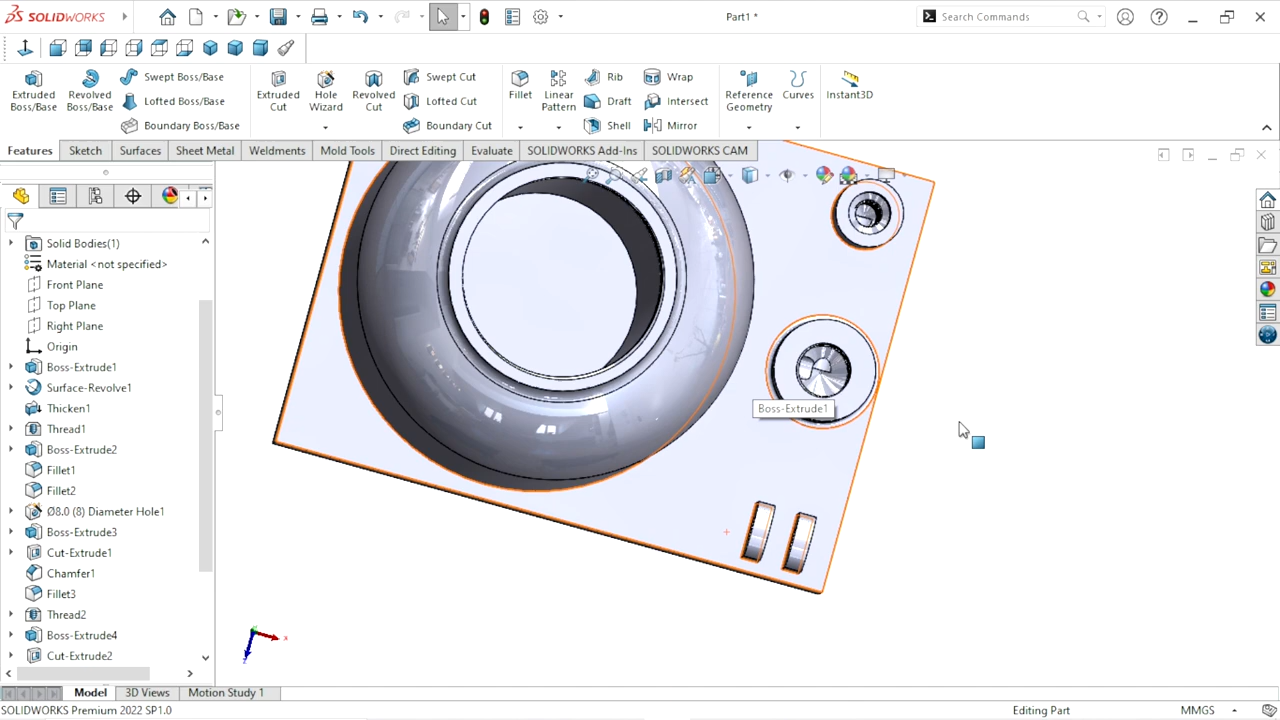 SOLIDWORKS
Part1 *
Search Commands
Extruded Boss/Base
Revolved Boss/Base
Swept Boss/Base
Lofted Boss/Base
Boundary Boss/Base
Extruded Cut
Hole Wizard
Revolved Cut
Swept Cut
Lofted Cut
Boundary Cut
Fillet
Linear Pattern
Rib
Draft
Shell
Wrap
Intersect
Mirror
Reference Geometry
Curves
Instant3D
Features
Sketch
Surfaces
Sheet Metal
Weldments
Mold Tools
Direct Editing
Evaluate
SOLIDWORKS Add-Ins
SOLIDWORKS CAM
Solid Bodies(1)
Material <not specified>
Front Plane
Top Plane
Right Plane
Origin
Boss-Extrude1
Surface-Revolve1
Thicken1
Thread1
Boss-Extrude2
Fillet1
Fillet2
Ø8.0 (8) Diameter Hole1
Boss-Extrude3
Cut-Extrude1
Chamfer1
Fillet3
Thread2
Boss-Extrude4
Cut-Extrude2
Boss-Extrude1
x
z
Model
3D Views
Motion Study 1
SOLIDWORKS Premium 2022 SP1.0
Editing Part
MMGS